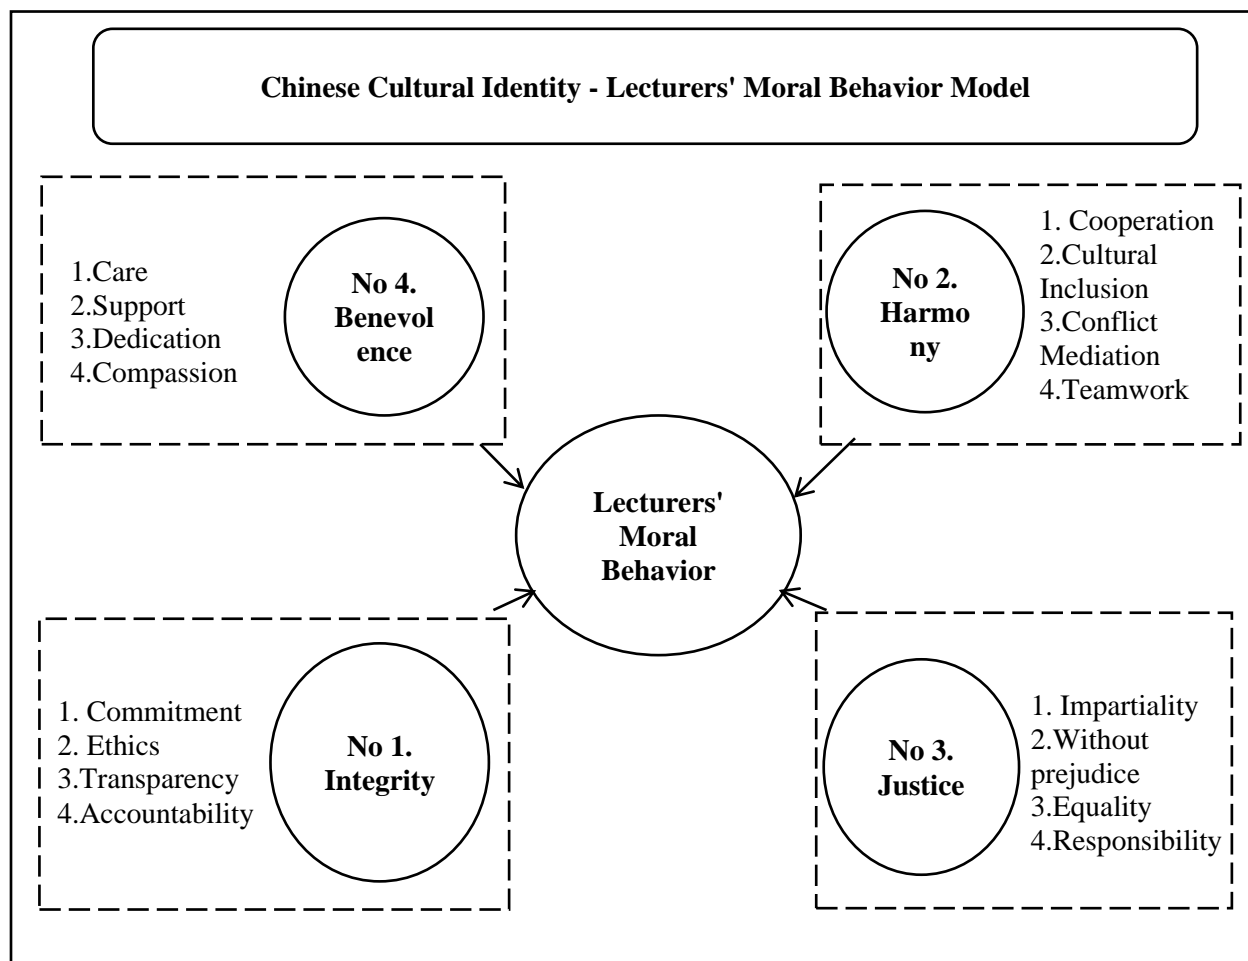 Chinese Cultural Identity - Lecturers' Moral Behavior Model
1.Care
2.Support
3.Dedication
4.Compassion
No 4.
Benevol
ence
No 2.
Harmo
ny
1. Cooperation
2.Cultural
Inclusion
3.Conflict
Mediation
4.Teamwork
Lecturers'
Moral
Behavior
1. Commitment
2. Ethics
3.Transparency
4.Accountability
No 1.
Integrity
No 3.
Justice
1. Impartiality
2.Without
prejudice
3.Equality
4.Responsibility